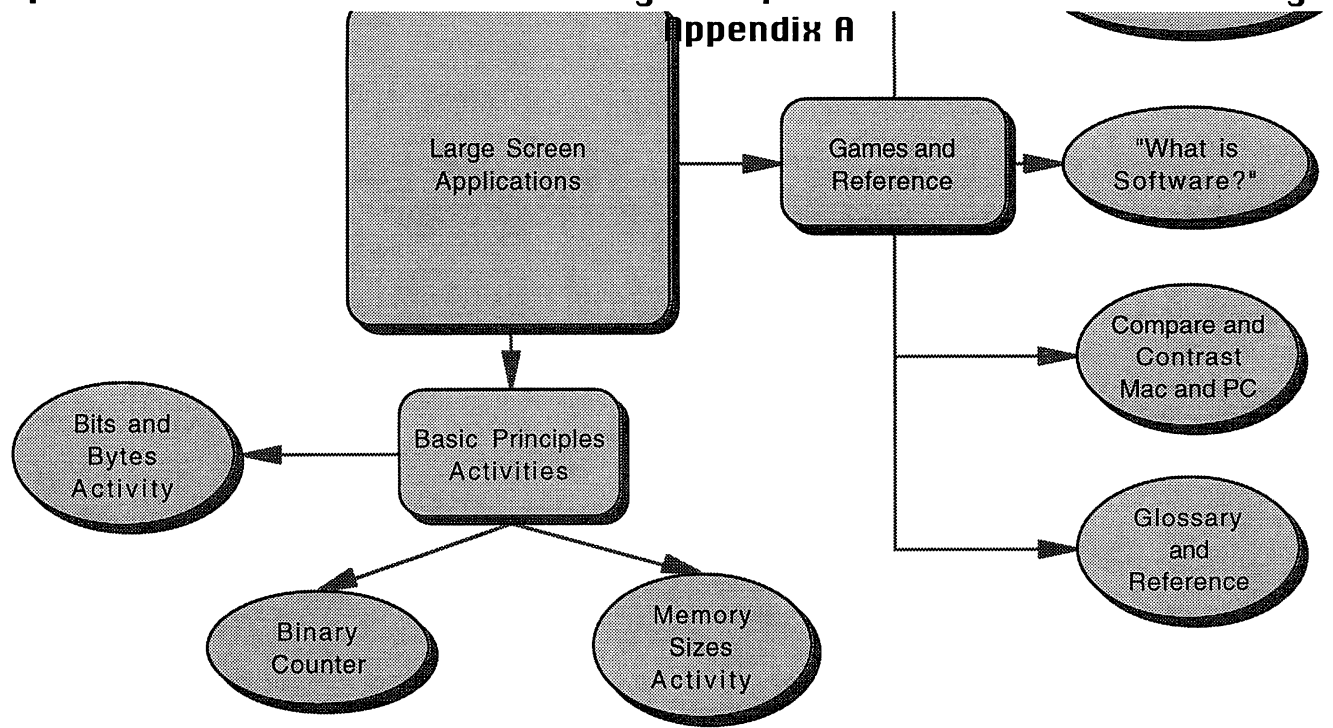 Appendix A
Large Screen
Applications
Games and
Reference
"What is
Software?"
Compare and
Contrast
Mac and PC
Bits and
Bytes
Activity
Basic Principles
Activities
Glossary
and
Reference
Binary
Counter
Memory
Sizes
Activity